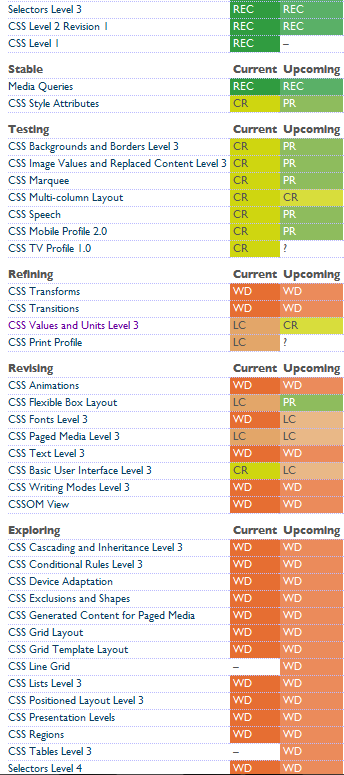 Selectors Level 3 REC REC
CSS Level 2 Revision 1 REC REC
CSS Level 1 REC –
Stable Current Upcoming
Media Queries REC REC
CSS Style Attributes CR PR
Testing Current Upcoming
CSS Backgrounds and Borders Level 3 CR PR
CSS Image Values and Replaced Content Level 3 CR PR
CSS Marquee CR PR
CSS Multi-column Layout CR CR
CSS Speech CR PR
CSS Mobile Profile 2.0 CR PR
CSS TV Profile 1.0 CR ?
Refining Current Upcoming
CSS Transforms WD WD
CSS Transitions WD WD
CSS Values and Units Level 3 LC CR
CSS Print Profile LC ?
Revising Current Upcoming
CSS Animations WD WD
CSS Flexible Box Layout LC PR
CSS Fonts Level 3 WD LC
CSS Paged Media Level 3 LC LC
CSS Text Level 3 WD WD
CSS Basic User Interface Level 3 CR LC
CSS Writing Modes Level 3 WD WD
CSSOM View WD WD
Exploring Current Upcoming
CSS Cascading and Inheritance Level 3 WD WD
CSS Conditional Rules Level 3 WD WD
CSS Device Adaptation WD WD
CSS Exclusions and Shapes WD WD
CSS Generated Content for Paged Media WD WD
CSS Grid Layout WD WD
CSS Grid Template Layout WD WD
CSS Line Grid – WD
CSS Lists Level 3 WD WD
CSS Positioned Layout Level 3 WD WD
CSS Presentation Levels WD WD
CSS Regions WD WD
CSS Tables Level 3 – WD
Selectors Level 4 WD WD